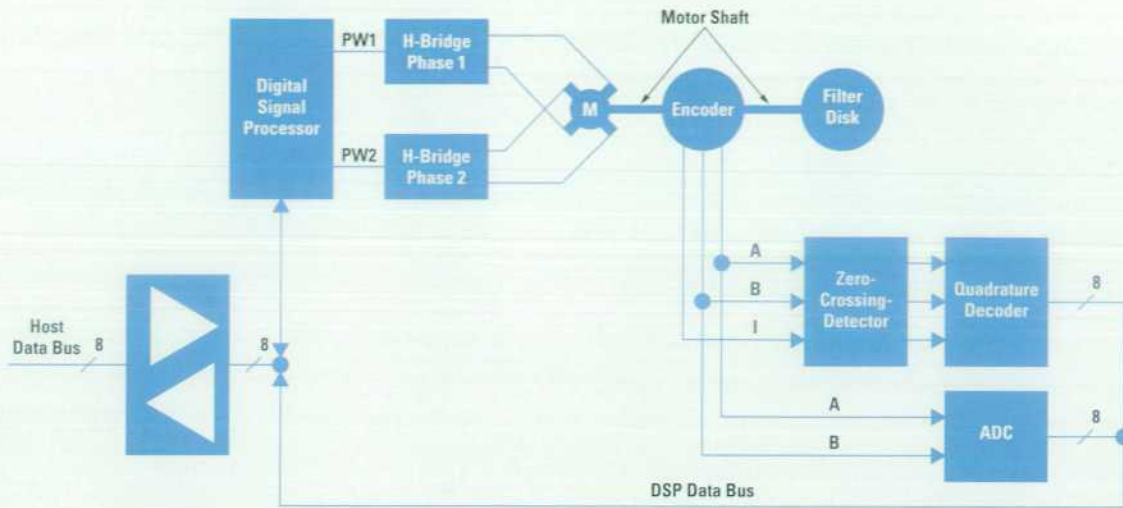 Motor Shaft
PW1
H-Bridge
Phase 1
Digital
Signal
Processor
M
Encoder
Filter
Disk
PW2
H-Bridge
Phase 2
A
B
I
Zero-
Crossing-
Detector
Quadrature
Decoder
8
Host
Data Bus
8
8
A
B
ADC
8
DSP Data Bus